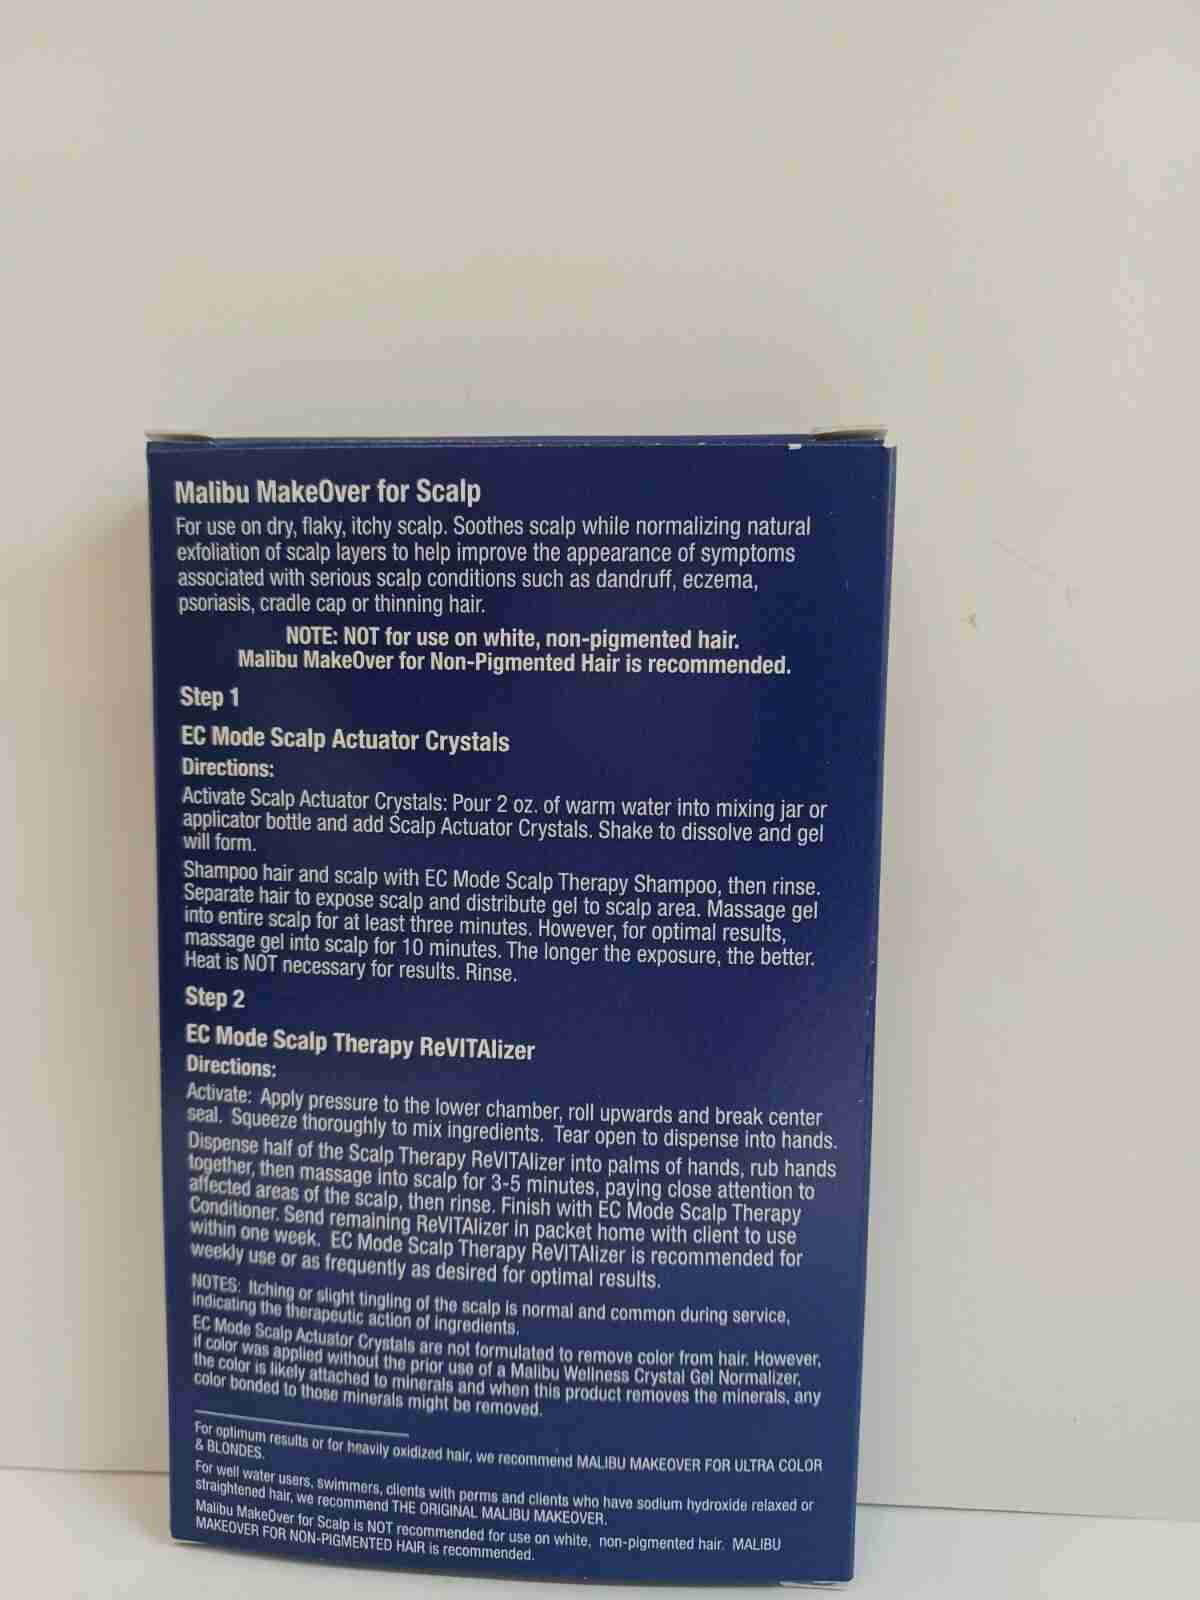 Malibu MakeOver for Scalp
For use on dry, flaky, itchy scalp. Soothes scalp while normalizing natural
exfoliation of scalp layers to help improve the appearance of symptoms
associated with serious scalp conditions such as dandruff, eczema,
psoriasis, cradle cap or thinning hair.
NOTE: NOT for use on white, non-pigmented hair.
Malibu MakeOver for Non-Pigmented Hair is recommended.
Step 1
EC Mode Scalp Actuator Crystals
Directions:
Activate Scalp Actuator Crystals: Pour 2 oz. of warm water into mixing jar or
applicator bottle and add Scalp Actuator Crystals. Shake to dissolve and gel
will form.
Shampoo hair and scalp with EC Mode Scalp Therapy Shampoo, then rinse.
Separate hair to expose scalp and distribute gel to scalp area. Massage gel
into entire scalp for at least three minutes. However, for optimal results,
massage gel into scalp for 10 minutes. The longer the exposure, the better.
Heat is NOT necessary for results. Rinse.
Step 2
EC Mode Scalp Therapy ReVITAlizer
Directions:
Activate: Apply pressure to the lower chamber, roll upwards and break center
seal. Squeeze thoroughly to mix ingredients. Tear open to dispense into hands.
Dispense half of the Scalp Therapy ReVITAlizer into palms of hands, rub hands
together, then massage into scalp for 3-5 minutes, paying close attention to
affected areas of the scalp, then rinse. Finish with EC Mode Scalp Therapy
Conditioner. Send remaining ReVITAlizer in packet home with client to use
within one week. EC Mode Scalp Therapy ReVITAlizer is recommended for
weekly use or as frequently as desired for optimal results.
NOTES: Itching or slight tingling of the scalp is normal and common during service,
indicating the therapeutic action of ingredients.
EC Mode Scalp Actuator Crystals are not formulated to remove color from hair. However,
if color was applied without the prior use of a Malibu Wellness Crystal Gel Normalizer,
the color is likely attached to minerals and when this product removes the minerals, any
color bonded to those minerals might be removed.
For optimum results or for heavily oxidized hair, we recommend MALIBU MAKEOVER FOR ULTRA COLOR
& BLONDES.
For well water users, swimmers, clients with perms and clients who have sodium hydroxide relaxed or
straightened hair, we recommend THE ORIGINAL MALIBU MAKEOVER.
Malibu MakeOver for Scalp is NOT recommended for use on white, non-pigmented hair. MALIBU
MAKEOVER FOR NON-PIGMENTED HAIR is recommended.